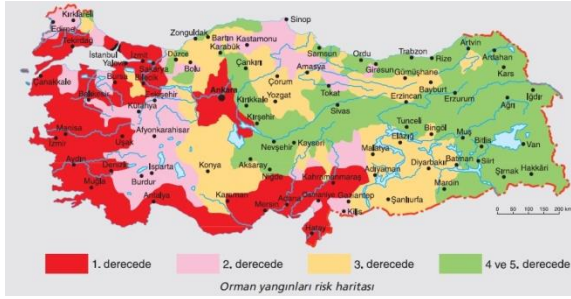 Sinop
Kırklareli
Edirne
Tekirdağ
İstanbul
Zonguldak
Bartın
Kastamonu
Karabük
Samsun
Ordu
Trabzon
Rize
Artvin
Ardahan
Kars
Yalova
İzmit
Sakarya
Düzce
Bolu
Çankırı
Amasya
Giresun
Gümüşhane
Bayburt
Çanakkale
Bursa
Bilecik
Ankara
Çorum
Tokat
Erzincan
Erzurum
Iğdır
Ağrı
Balıkesir
Eskişehir
Kütahya
Kırıkkale
Yozgat
Sivas
Kırşehir
Tunceli
Bingöl
Muş
Manisa
İzmir
Uşak
Afyonkarahisar
Nevşehir
Kayseri
Elazığ
Malatya
Bitlis
Van
Aydın
Denizli
Isparta
Konya
Aksaray
Niğde
Kahramanmaraş
Adıyaman
Diyarbakır
Batman
Siirt
Muğla
Burdur
Antalya
Karaman
Mersin
Adana
Osmaniye
Gaziantep
Kilis
Şanlıurfa
Mardin
Şırnak
Hakkâri
Hatay
0 50 100 150 200 km
1. derecede
2. derecede
3. derecede
4 ve 5. derecede
Orman yangınları risk haritası